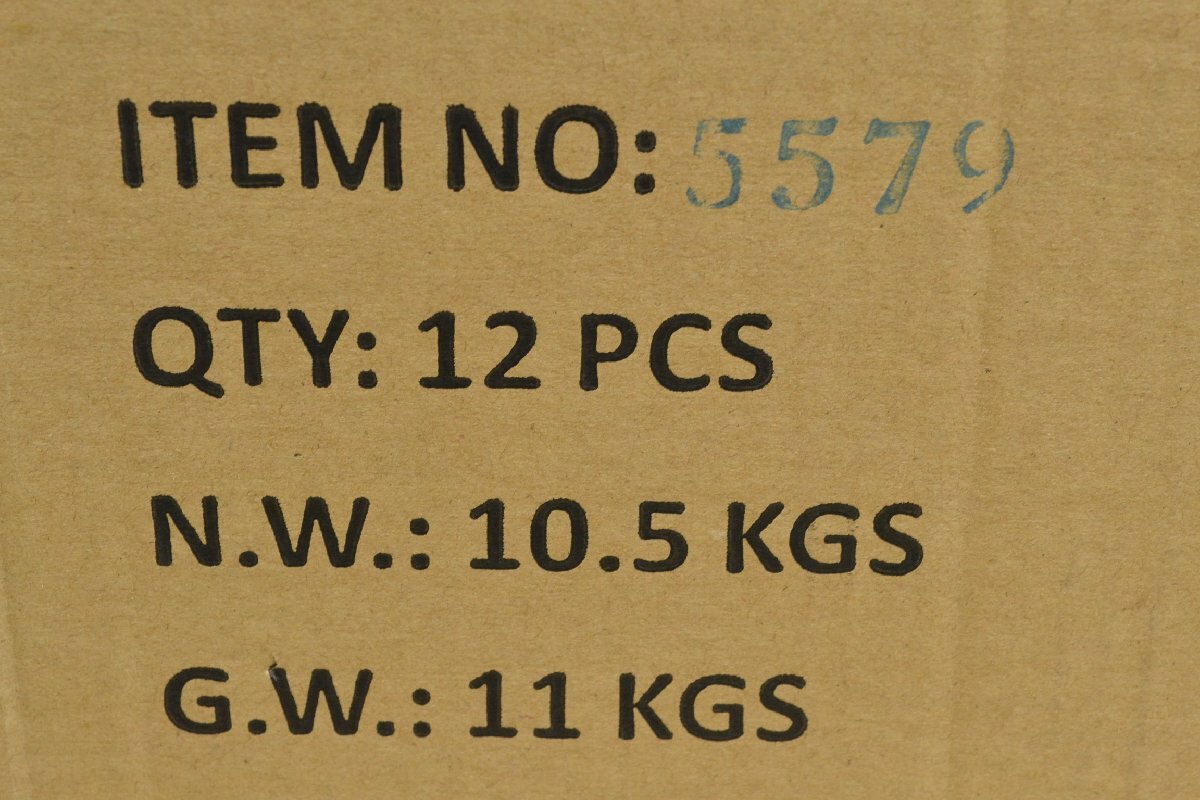 ITEM NO: 5579
QTY: 12 PCS
N.W.: 10.5 KGS
G.W.: 11 KGS